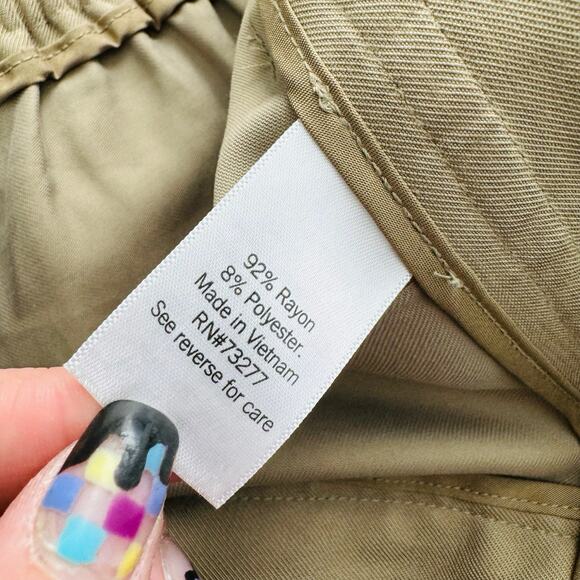 92% Rayon
8% Polyester.
Made in Vietnam
RN#73277
See reverse for care